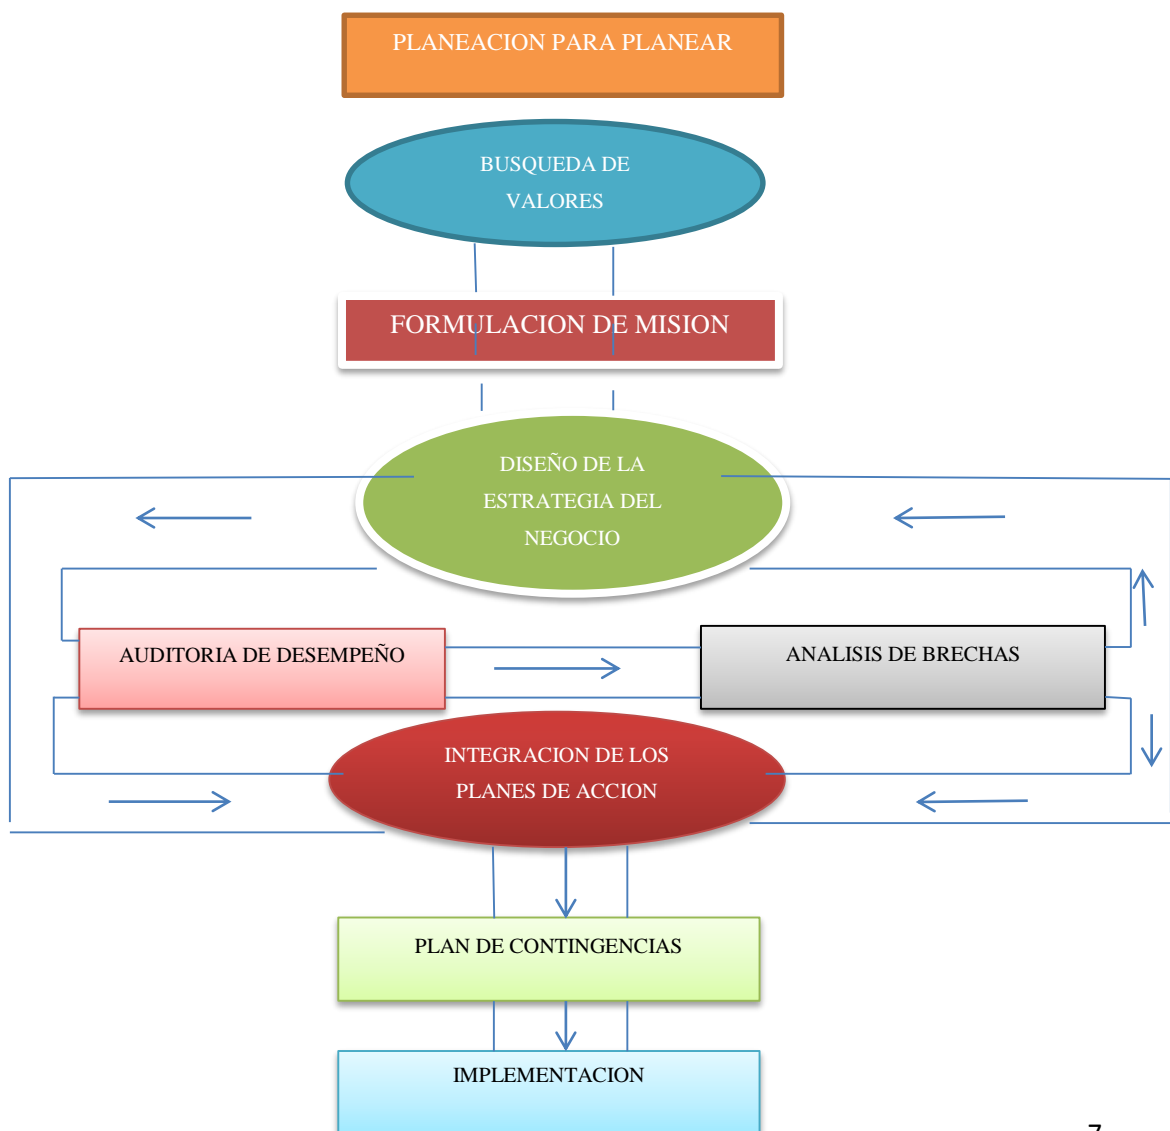 PLANEACION PARA PLANEAR
BUSQUEDA DE
VALORES
FORMULACION DE MISION
DISEÑO DE LA
ESTRATEGIA DEL
NEGOCIO
AUDITORIA DE DESEMPEÑO
ANALISIS DE BRECHAS
INTEGRACION DE LOS
PLANES DE ACCION
PLAN DE CONTINGENCIAS
IMPLEMENTACION